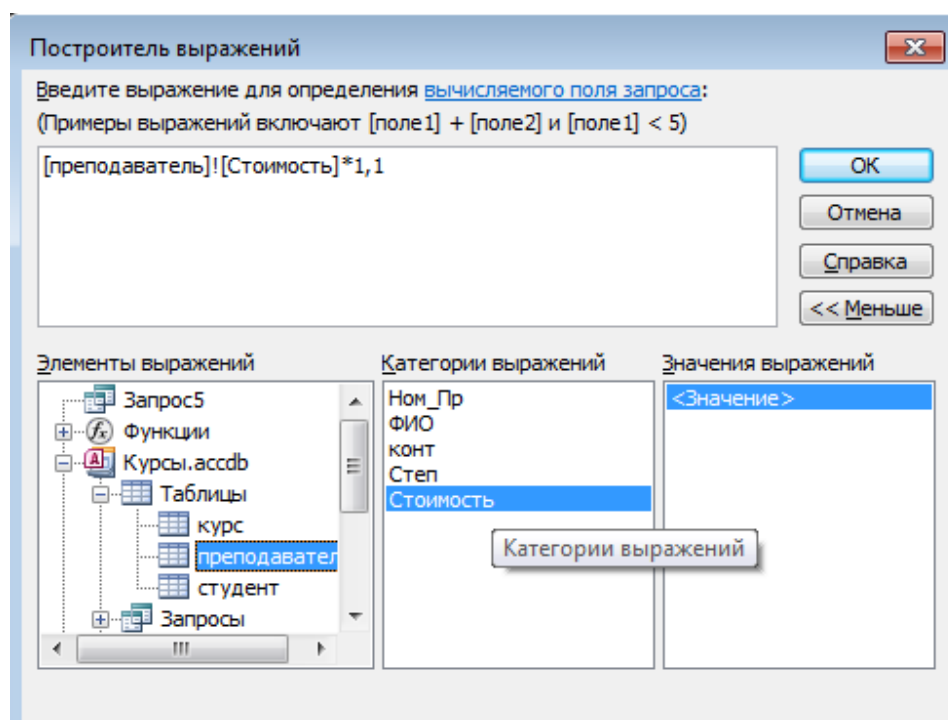 Построитель выражений
Введите выражение для определения вычисляемого поля запроса:
(Примеры выражений включают [поле1] + [поле2] и [поле1] < 5)
[преподаватель]![Стоимость]*1,1
ОК
Отмена
Справка
<< Меньше
Элементы выражений
Запрос5
Функции
Курсы.accdb
Таблицы
курс
преподавател
студент
Запросы
Категории выражений
Ном_Пр
ФИО
конт
Степ
Стоимость
Категории выражений
Значения выражений
<Значение>